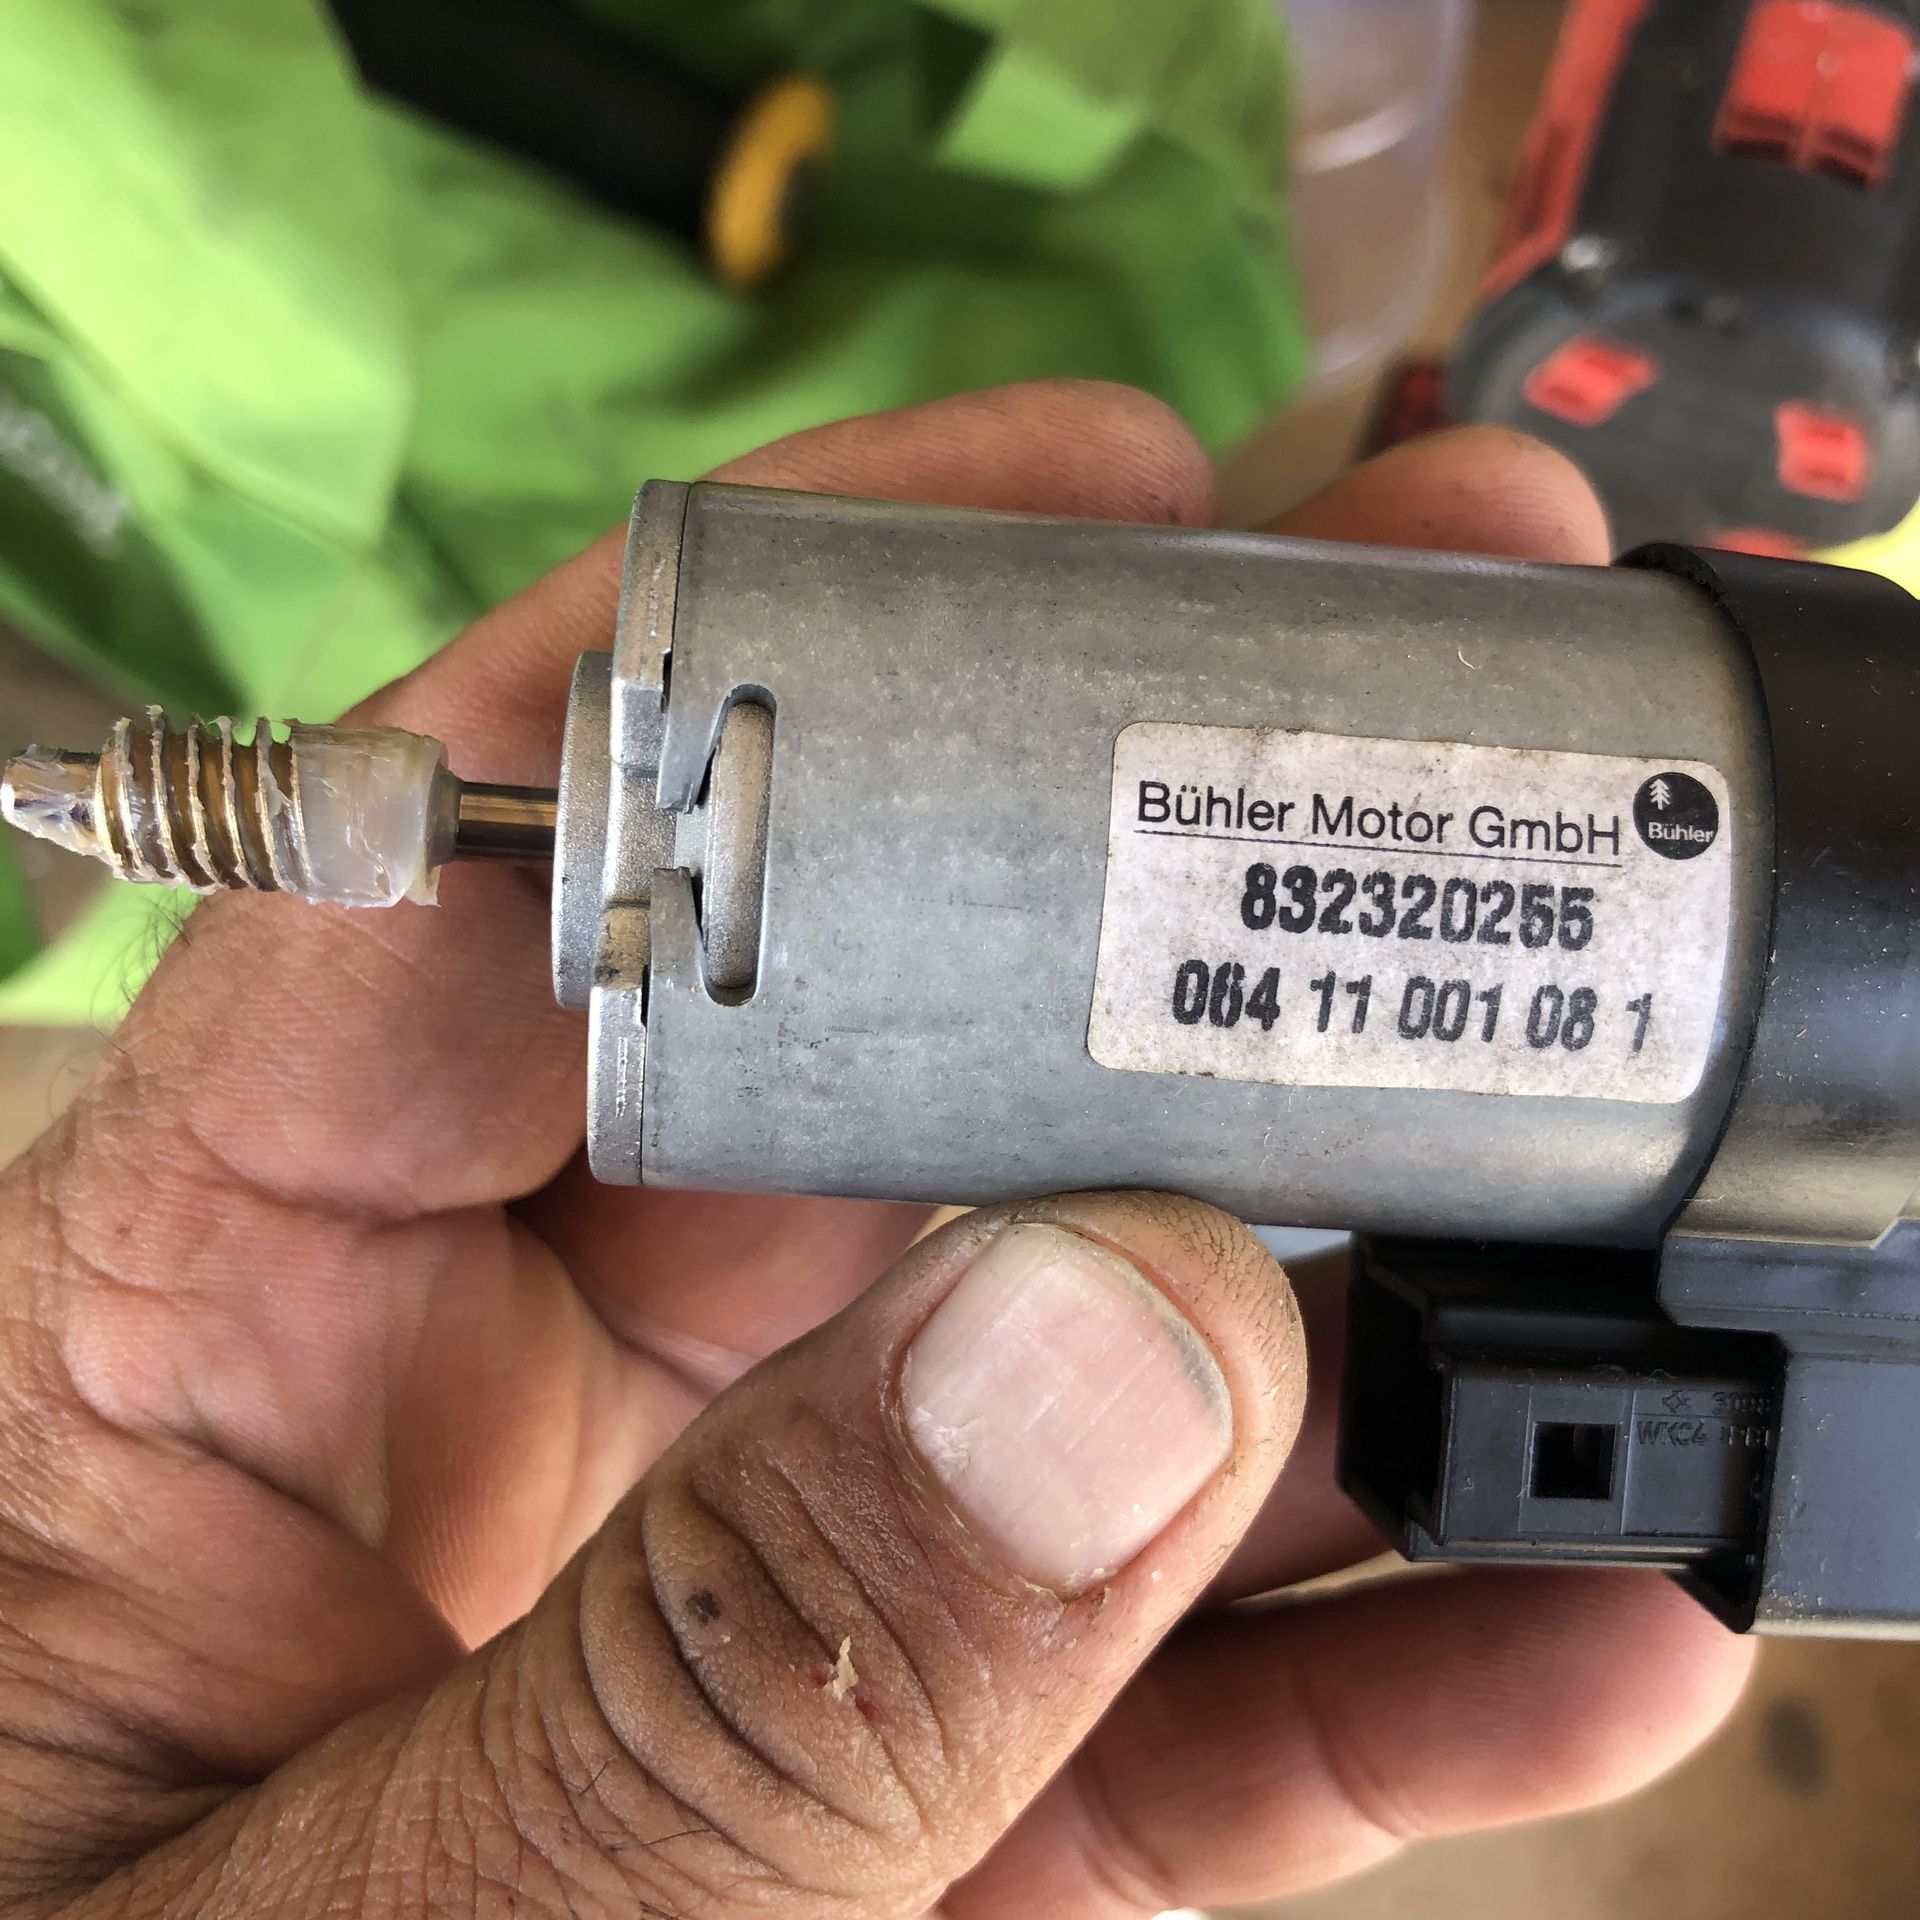 Bühler Motor GmbH
Bühler
832320255
064 11 001 08 1